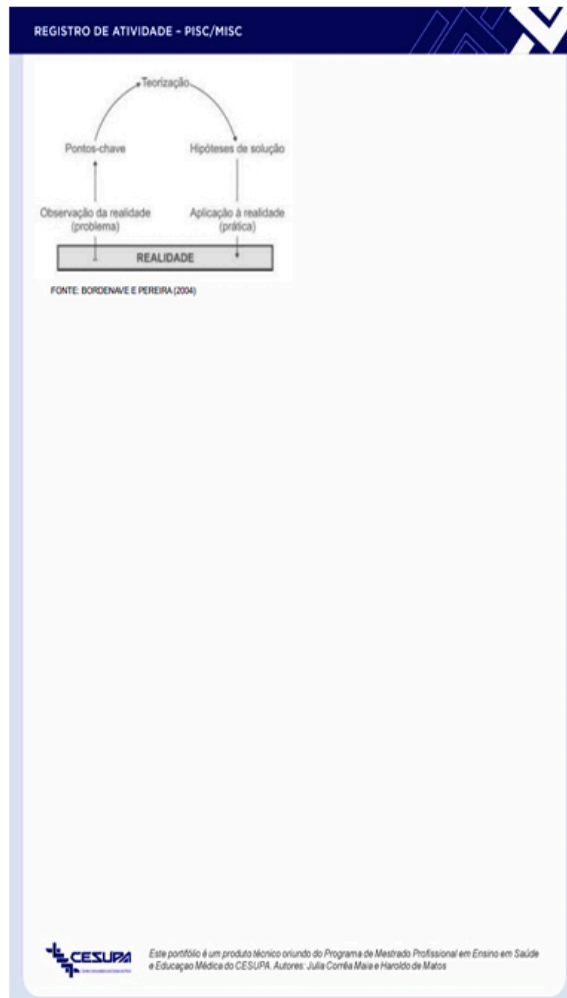 REGISTRO DE ATIVIDADE - PISC/MISC
Teorização
Pontos-chave
Hipóteses de solução
Observação da realidade
(problema)
Aplicação à realidade
(prática)
REALIDADE
FONTE: BORDENAVE E PEREIRA (2004)
CESUPA
Este portifólio é um produto técnico oriundo do Programa de Mestrado Profissional em Ensino em Saúde
e Educaçao Médica do CESUPA. Autores: Julia Corrêa Maia e Haroldo de Matos